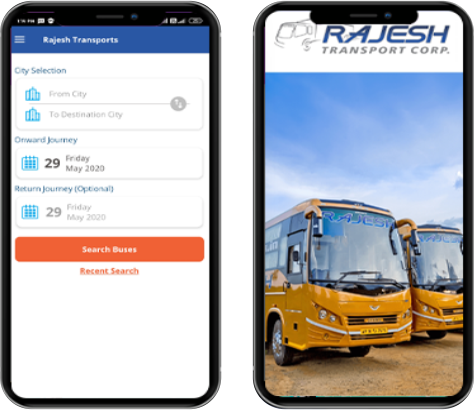 Rajesh Transports
City Selection
From City
To Destination City
Onward Journey
29 Friday
May 2020
Return Journey (Optional)
29 Friday
May 2020
Search Buses
Recent Search
RAJESH
TRANSPORT CORP.
RAJESH
RAJESH